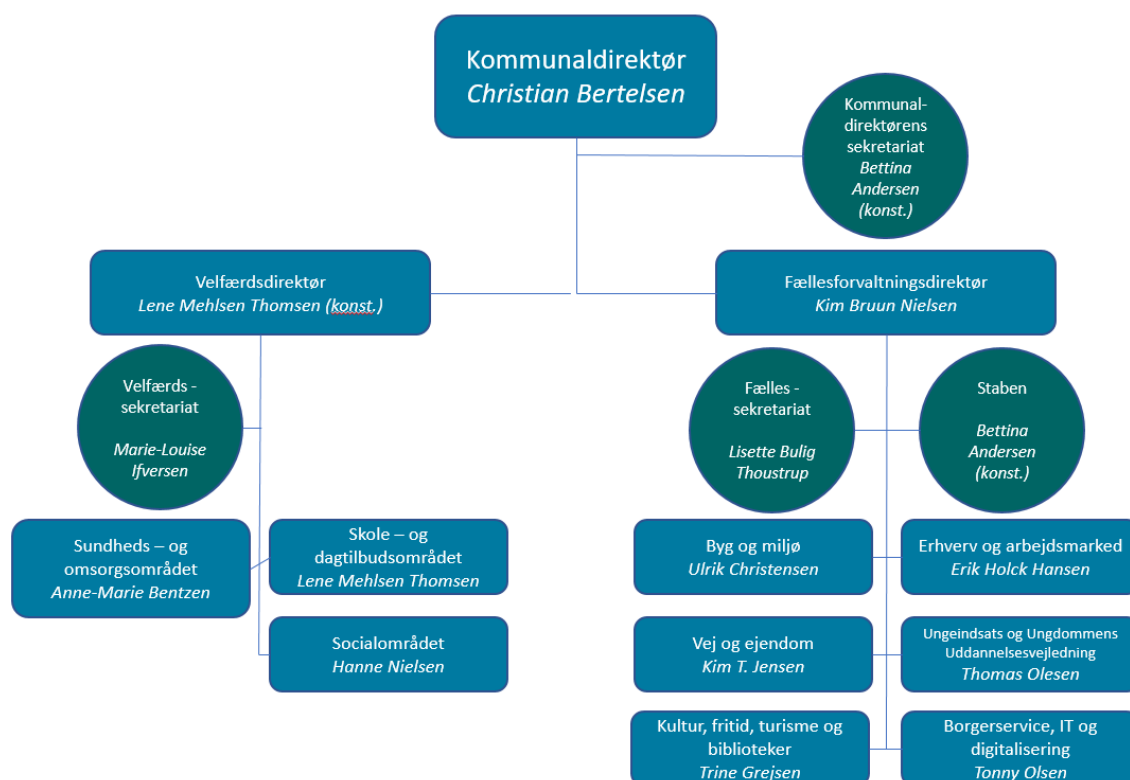 Kommunaldirektør
Christian Bertelsen
Kommunal-
direktørens
sekretariat
Bettina
Andersen
(konst.)
Velfærdsdirektør
Lene Mehlsen Thomsen (konst.)
Fællesforvaltningsdirektør
Kim Bruun Nielsen
Velfærds -
sekretariat
Marie-Louise
Ifversen
Fælles -
sekretariat
Lisette Bulig
Thoustrup
Staben
Bettina
Andersen
(konst.)
Sundheds – og
omsorgsområdet
Anne-Marie Bentzen
Skole – og
dagtilbudsområdet
Lene Mehlsen Thomsen
Socialområdet
Hanne Nielsen
Byg og miljø
Ulrik Christensen
Erhverv og arbejdsmarked
Erik Holck Hansen
Vej og ejendom
Kim T. Jensen
Ungeindsats og Ungdommens
Uddannelsesvejledning
Thomas Olesen
Kultur, fritid, turisme og
biblioteker
Trine Grejsen
Borgerservice, IT og
digitalisering
Tonny Olsen